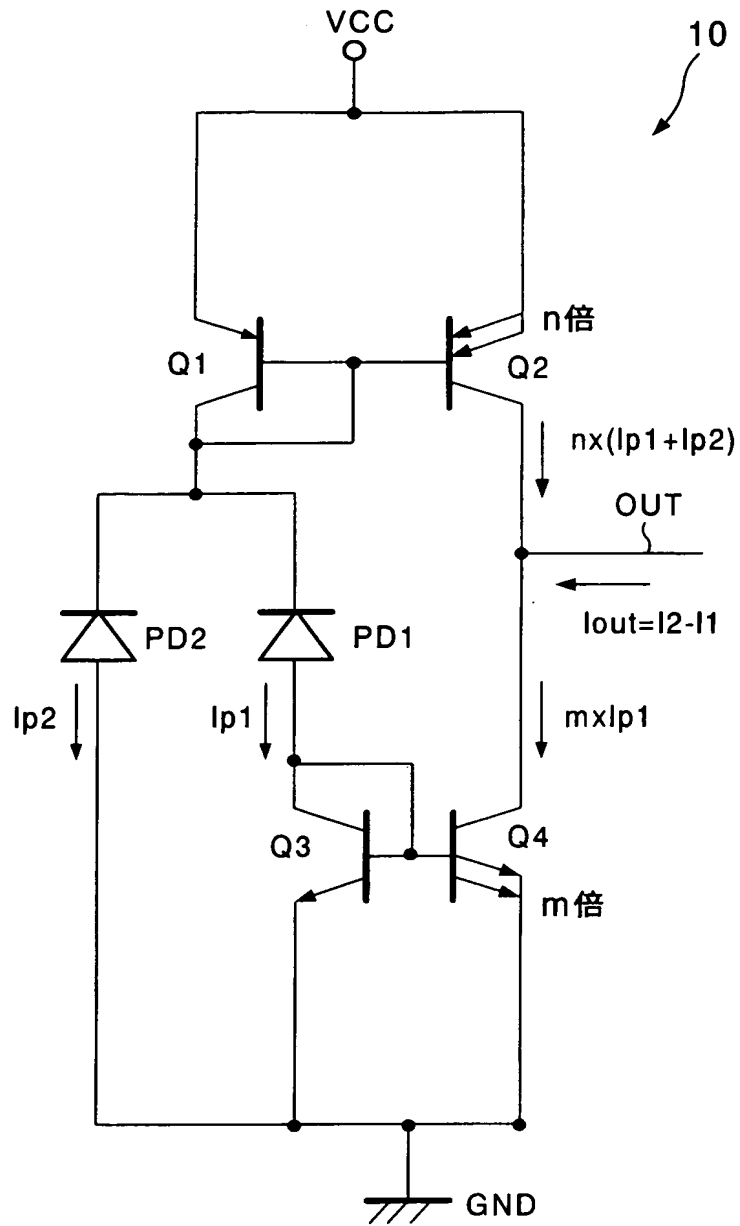 VCC
10
Q1
n倍
Q2
nx(Ip1+Ip2)
OUT
Iout=I2-I1
PD2
PD1
Ip2
Ip1
mxIp1
Q3
Q4
m倍
GND